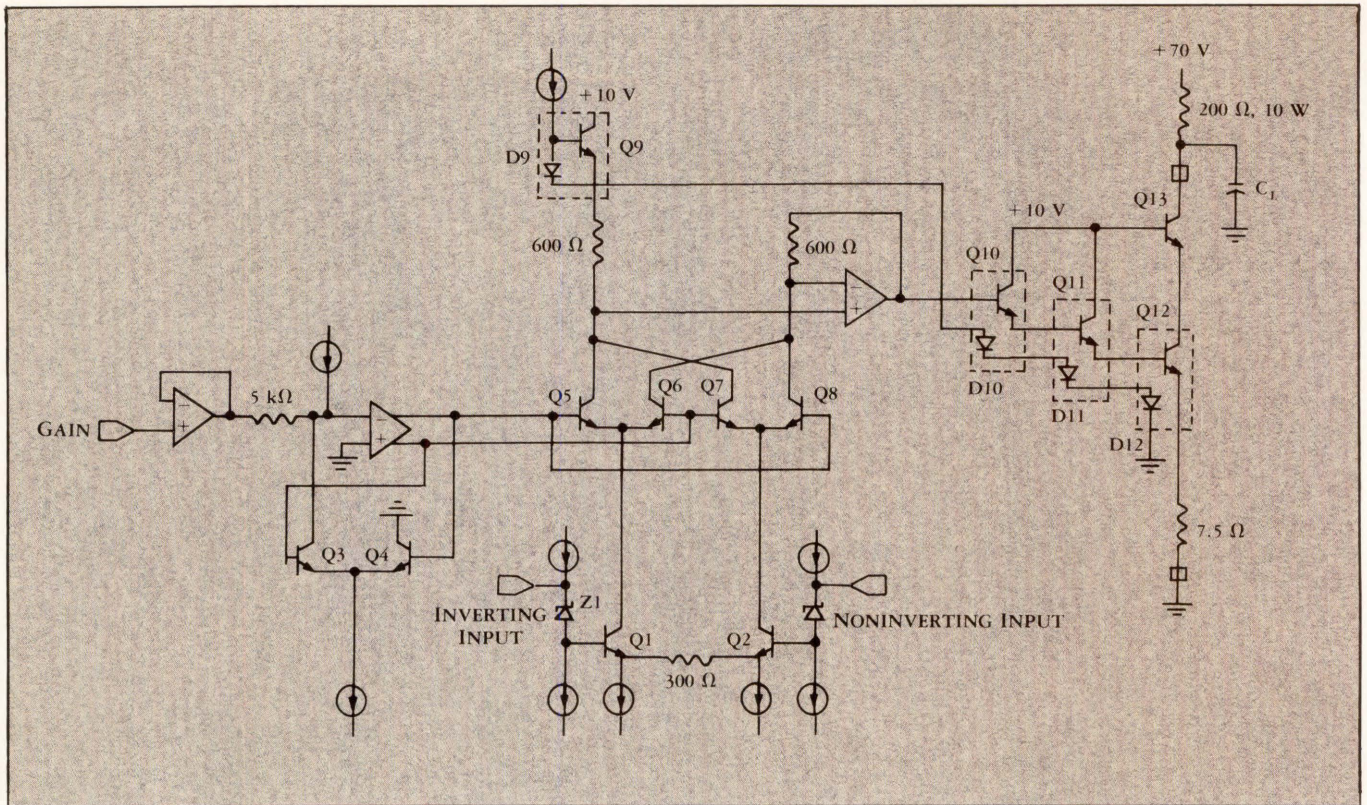 +70 V
200 Ω, 10 W
+10 V
D9
Q9
C_L
Q13
+10 V
600 Ω
600 Ω
Q10
Q11
Q12
−
+
D10
D11
D12
5 kΩ
Q5
Q6
Q7
Q8
GAIN
−
+
−
+
7.5 Ω
Q3
Q4
INVERTING
INPUT
Z1
NONINVERTING INPUT
Q1
Q2
300 Ω